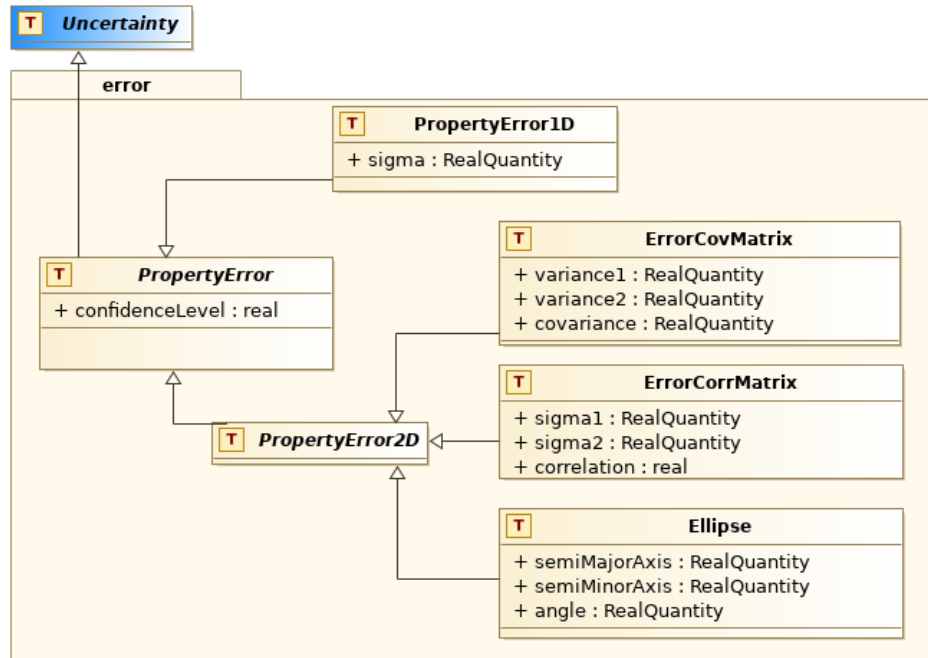 T Uncertainty
error
T PropertyError1D
+ sigma : RealQuantity
T ErrorCovMatrix
+ variance1 : RealQuantity
+ variance2 : RealQuantity
+ covariance : RealQuantity
T PropertyError
+ confidenceLevel : real
T ErrorCorrMatrix
+ sigma1 : RealQuantity
+ sigma2 : RealQuantity
+ correlation : real
T PropertyError2D
T Ellipse
+ semiMajorAxis : RealQuantity
+ semiMinorAxis : RealQuantity
+ angle : RealQuantity